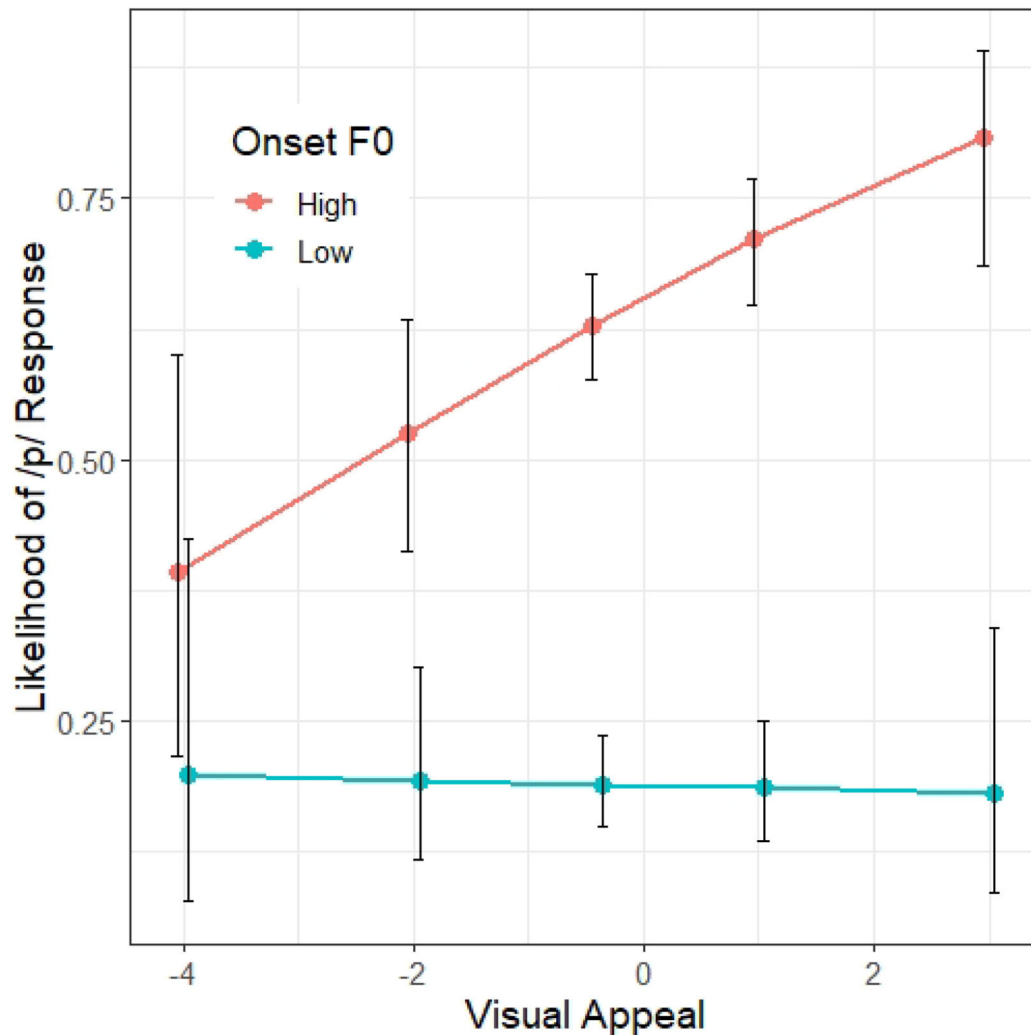 Onset F0
High
Low
Likelihood of /p/ Response
0.75
0.50
0.25
-4
-2
0
2
Visual Appeal